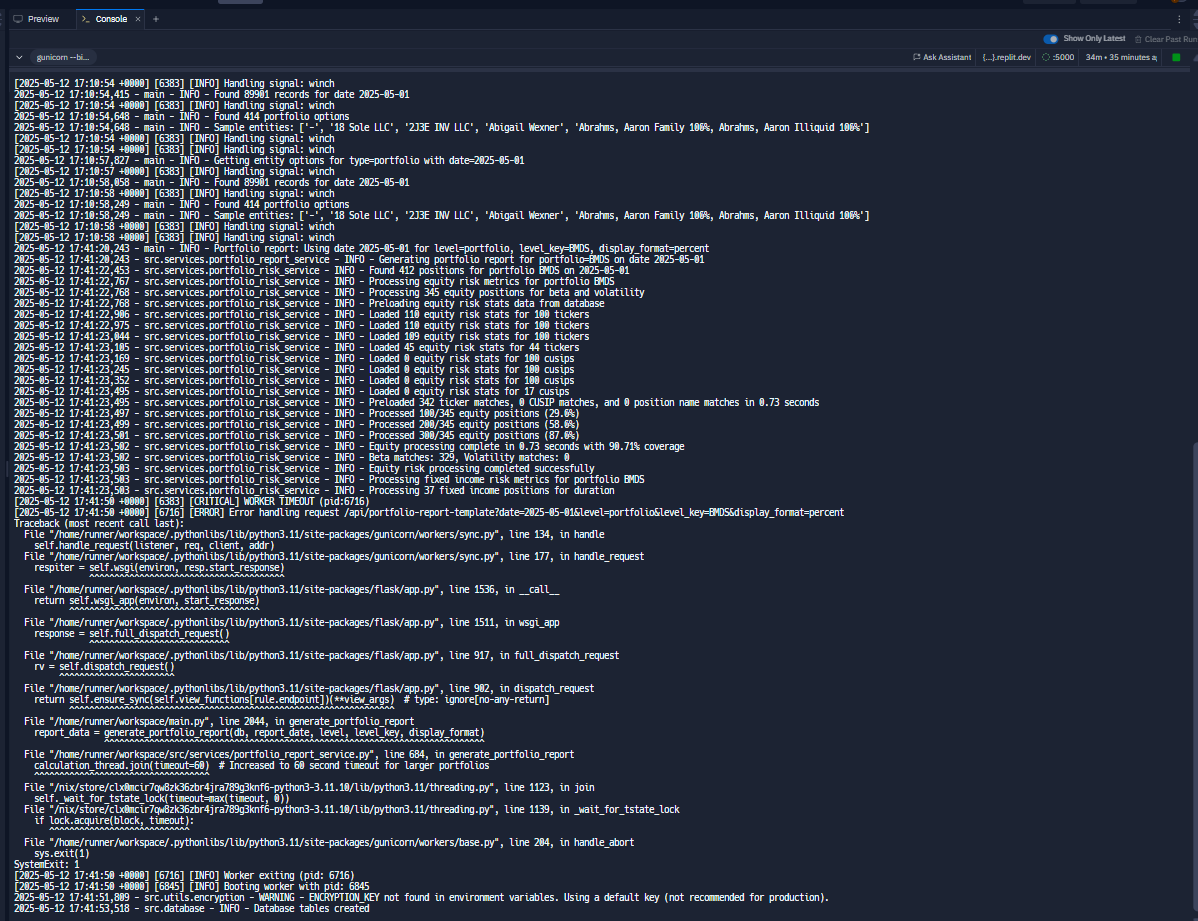 Preview
Console
Show Only Latest
Clear Past Run
gunicorn --bi...
Ask Assistant
{...}.replit.dev
:5000
34m • 35 minutes a
[2025-05-12 17:10:54 +0000] [6383] [INFO] Handling signal: winch
2025-05-12 17:10:54,415 - main - INFO - Found 89901 records for date 2025-05-01
[2025-05-12 17:10:54 +0000] [6383] [INFO] Handling signal: winch
2025-05-12 17:10:54,648 - main - INFO - Found 414 portfolio options
2025-05-12 17:10:54,648 - main - INFO - Sample entities: ['-', '18 Sole LLC', '2J3E INV LLC', 'Abigail Wexner', 'Abrahms, Aaron Family 106%, Abrahms, Aaron Illiquid 106%']
[2025-05-12 17:10:54 +0000] [6383] [INFO] Handling signal: winch
[2025-05-12 17:10:54 +0000] [6383] [INFO] Handling signal: winch
2025-05-12 17:10:57,827 - main - INFO - Getting entity options for type=portfolio with date=2025-05-01
[2025-05-12 17:10:57 +0000] [6383] [INFO] Handling signal: winch
2025-05-12 17:10:58,058 - main - INFO - Found 89901 records for date 2025-05-01
[2025-05-12 17:10:58 +0000] [6383] [INFO] Handling signal: winch
2025-05-12 17:10:58,249 - main - INFO - Found 414 portfolio options
2025-05-12 17:10:58,249 - main - INFO - Sample entities: ['-', '18 Sole LLC', '2J3E INV LLC', 'Abigail Wexner', 'Abrahms, Aaron Family 106%, Abrahms, Aaron Illiquid 106%']
[2025-05-12 17:10:58 +0000] [6383] [INFO] Handling signal: winch
[2025-05-12 17:10:58 +0000] [6383] [INFO] Handling signal: winch
2025-05-12 17:41:20,243 - main - INFO - Portfolio report: Using date 2025-05-01 for level=portfolio, level_key=BMDS, display_format=percent
2025-05-12 17:41:20,243 - src.services.portfolio_report_service - INFO - Generating portfolio report for portfolio=BMDS on date 2025-05-01
2025-05-12 17:41:22,453 - src.services.portfolio_risk_service - INFO - Found 412 positions for portfolio BMDS on 2025-05-01
2025-05-12 17:41:22,767 - src.services.portfolio_risk_service - INFO - Processing equity risk metrics for portfolio BMDS
2025-05-12 17:41:22,768 - src.services.portfolio_risk_service - INFO - Processing 345 equity positions for beta and volatility
2025-05-12 17:41:22,768 - src.services.portfolio_risk_service - INFO - Preloading equity risk stats data from database
2025-05-12 17:41:22,906 - src.services.portfolio_risk_service - INFO - Loaded 110 equity risk stats for 100 tickers
2025-05-12 17:41:22,975 - src.services.portfolio_risk_service - INFO - Loaded 110 equity risk stats for 100 tickers
2025-05-12 17:41:23,044 - src.services.portfolio_risk_service - INFO - Loaded 109 equity risk stats for 100 tickers
2025-05-12 17:41:23,105 - src.services.portfolio_risk_service - INFO - Loaded 45 equity risk stats for 44 tickers
2025-05-12 17:41:23,169 - src.services.portfolio_risk_service - INFO - Loaded 0 equity risk stats for 100 cusips
2025-05-12 17:41:23,245 - src.services.portfolio_risk_service - INFO - Loaded 0 equity risk stats for 100 cusips
2025-05-12 17:41:23,352 - src.services.portfolio_risk_service - INFO - Loaded 0 equity risk stats for 100 cusips
2025-05-12 17:41:23,495 - src.services.portfolio_risk_service - INFO - Loaded 0 equity risk stats for 17 cusips
2025-05-12 17:41:23,495 - src.services.portfolio_risk_service - INFO - Preloaded 342 ticker matches, 0 CUSIP matches, and 0 position name matches in 0.73 seconds
2025-05-12 17:41:23,497 - src.services.portfolio_risk_service - INFO - Processed 100/345 equity positions (29.6%)
2025-05-12 17:41:23,499 - src.services.portfolio_risk_service - INFO - Processed 200/345 equity positions (58.6%)
2025-05-12 17:41:23,501 - src.services.portfolio_risk_service - INFO - Processed 300/345 equity positions (87.6%)
2025-05-12 17:41:23,502 - src.services.portfolio_risk_service - INFO - Equity processing complete in 0.73 seconds with 90.71% coverage
2025-05-12 17:41:23,502 - src.services.portfolio_risk_service - INFO - Beta matches: 329, Volatility matches: 0
2025-05-12 17:41:23,503 - src.services.portfolio_risk_service - INFO - Equity risk processing completed successfully
2025-05-12 17:41:23,503 - src.services.portfolio_risk_service - INFO - Processing fixed income risk metrics for portfolio BMDS
2025-05-12 17:41:23,503 - src.services.portfolio_risk_service - INFO - Processing 37 fixed income positions for duration
[2025-05-12 17:41:50 +0000] [6383] [CRITICAL] WORKER TIMEOUT (pid:6716)
[2025-05-12 17:41:50 +0000] [6716] [ERROR] Error handling request /api/portfolio-report-template?date=2025-05-01&level=portfolio&level_key=BMDS&display_format=percent
Traceback (most recent call last):
File "/home/runner/workspace/.pythonlibs/lib/python3.11/site-packages/gunicorn/workers/sync.py", line 134, in handle
self.handle_request(listener, req, client, addr)
File "/home/runner/workspace/.pythonlibs/lib/python3.11/site-packages/gunicorn/workers/sync.py", line 177, in handle_request
respiter = self.wsgi(environ, resp.start_response)
^^^^^^^^^^^^^^^^^^^^^^^^^^^^^^^^^^^^^^^
File "/home/runner/workspace/.pythonlibs/lib/python3.11/site-packages/flask/app.py", line 1536, in __call__
return self.wsgi_app(environ, start_response)
^^^^^^^^^^^^^^^^^^^^^^^^^^^^^^^^^^^^^^
File "/home/runner/workspace/.pythonlibs/lib/python3.11/site-packages/flask/app.py", line 1511, in wsgi_app
response = self.full_dispatch_request()
^^^^^^^^^^^^^^^^^^^^^^^^^^^^
File "/home/runner/workspace/.pythonlibs/lib/python3.11/site-packages/flask/app.py", line 917, in full_dispatch_request
rv = self.dispatch_request()
^^^^^^^^^^^^^^^^^^^^^^^
File "/home/runner/workspace/.pythonlibs/lib/python3.11/site-packages/flask/app.py", line 902, in dispatch_request
return self.ensure_sync(self.view_functions[rule.endpoint])(**view_args)  # type: ignore[no-any-return]
^^^^^^^^^^^^^^^^^^^^^^^^^^^^^^^^^^^^^^^^^^^^^^^^^^^^^^^^^^^^^^^^^
File "/home/runner/workspace/main.py", line 2044, in generate_portfolio_report
report_data = generate_portfolio_report(db, report_date, level, level_key, display_format)
^^^^^^^^^^^^^^^^^^^^^^^^^^^^^^^^^^^^^^^^^^^^^^^^^^^^^^^^^^^^^^^^^^^^^^^^^^^^
File "/home/runner/workspace/src/services/portfolio_report_service.py", line 684, in generate_portfolio_report
calculation_thread.join(timeout=60)  # Increased to 60 second timeout for larger portfolios
^^^^^^^^^^^^^^^^^^^^^^^^^^^^^^^^^^^
File "/nix/store/clx0mcir7qw8zk36zbr4jra789g3knf6-python3-3.11.10/lib/python3.11/threading.py", line 1123, in join
self._wait_for_tstate_lock(timeout=max(timeout, 0))
File "/nix/store/clx0mcir7qw8zk36zbr4jra789g3knf6-python3-3.11.10/lib/python3.11/threading.py", line 1139, in _wait_for_tstate_lock
if lock.acquire(block, timeout):
^^^^^^^^^^^^^^^^^^^^^^^^^^^^
File "/home/runner/workspace/.pythonlibs/lib/python3.11/site-packages/gunicorn/workers/base.py", line 204, in handle_abort
sys.exit(1)
SystemExit: 1
[2025-05-12 17:41:50 +0000] [6716] [INFO] Worker exiting (pid: 6716)
[2025-05-12 17:41:50 +0000] [6845] [INFO] Booting worker with pid: 6845
2025-05-12 17:41:51,809 - src.utils.encryption - WARNING - ENCRYPTION_KEY not found in environment variables. Using a default key (not recommended for production).
2025-05-12 17:41:53,518 - src.database - INFO - Database tables created